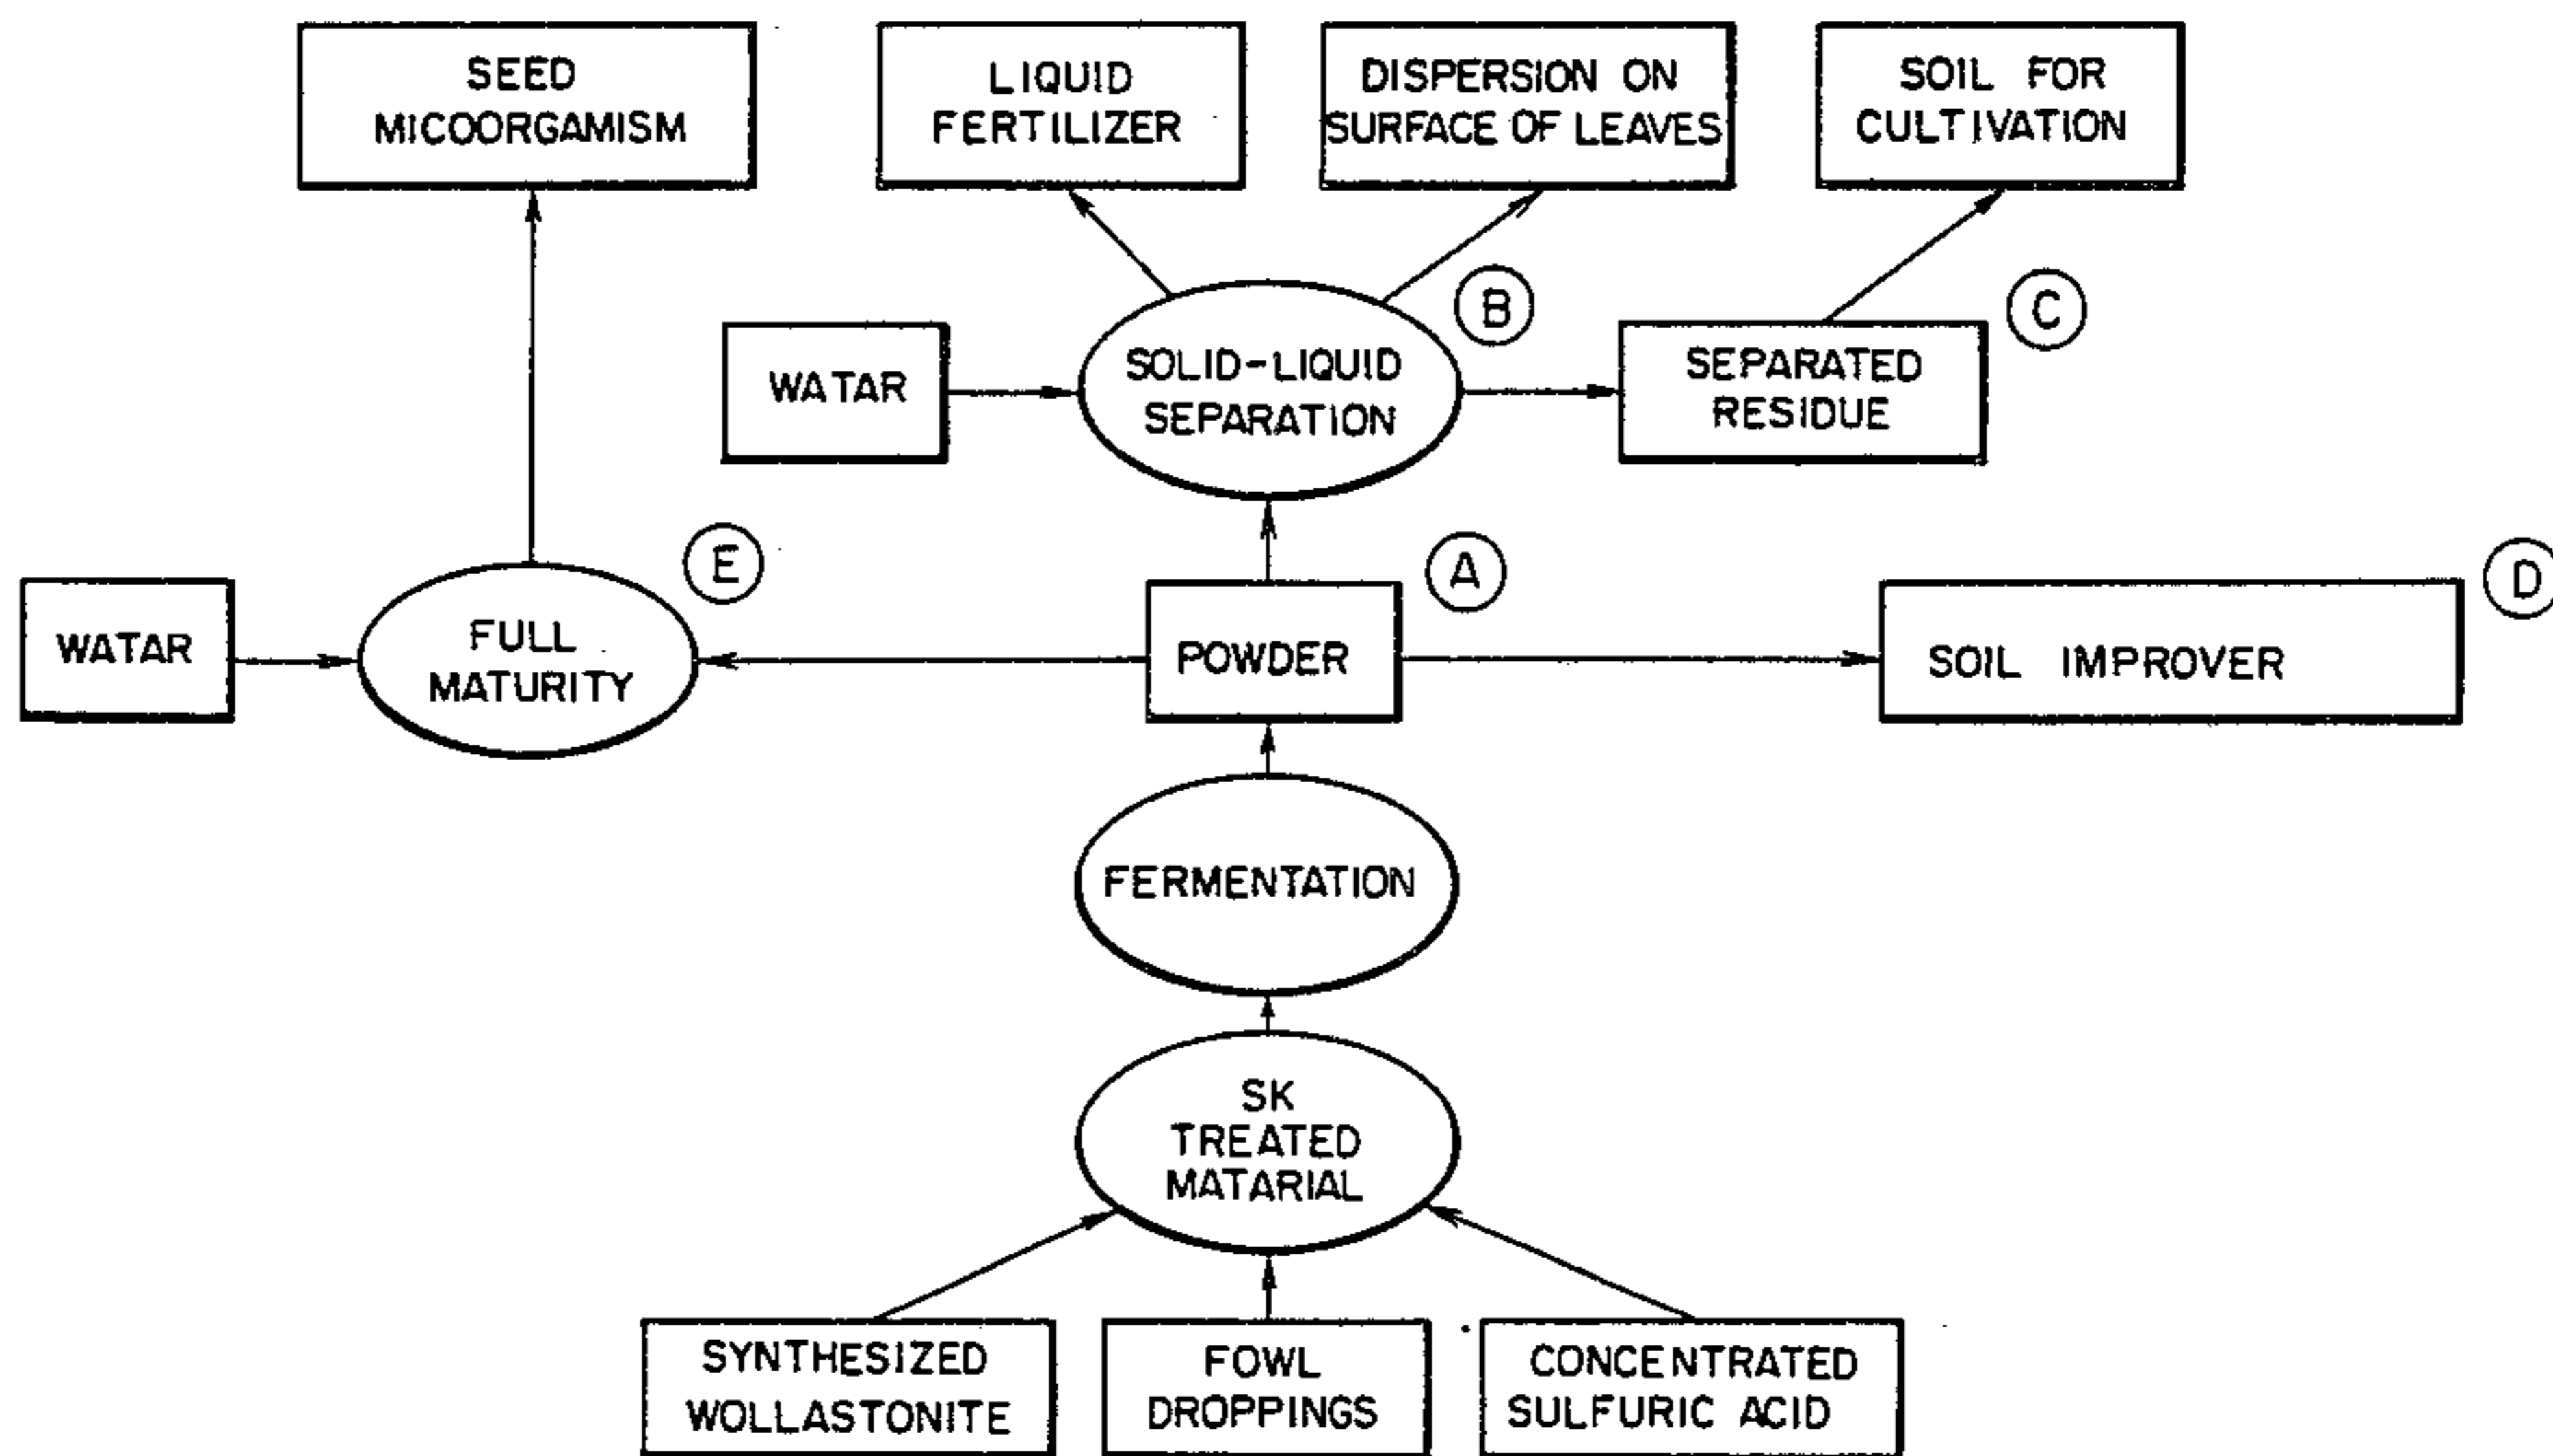 SEED
MICOORGAMISM
LIQUID
FERTILIZER
DISPERSION ON
SURFACE OF LEAVES
SOIL FOR
CULTIVATION
WATAR
SOLID-LIQUID
SEPARATION
B
SEPARATED
RESIDUE
C
WATAR
FULL
MATURITY
E
POWDER
A
SOIL IMPROVER
D
FERMENTATION
SK
TREATED
MATARIAL
SYNTHESIZED
WOLLASTONITE
FOWL
DROPPINGS
CONCENTRATED
SULFURIC ACID